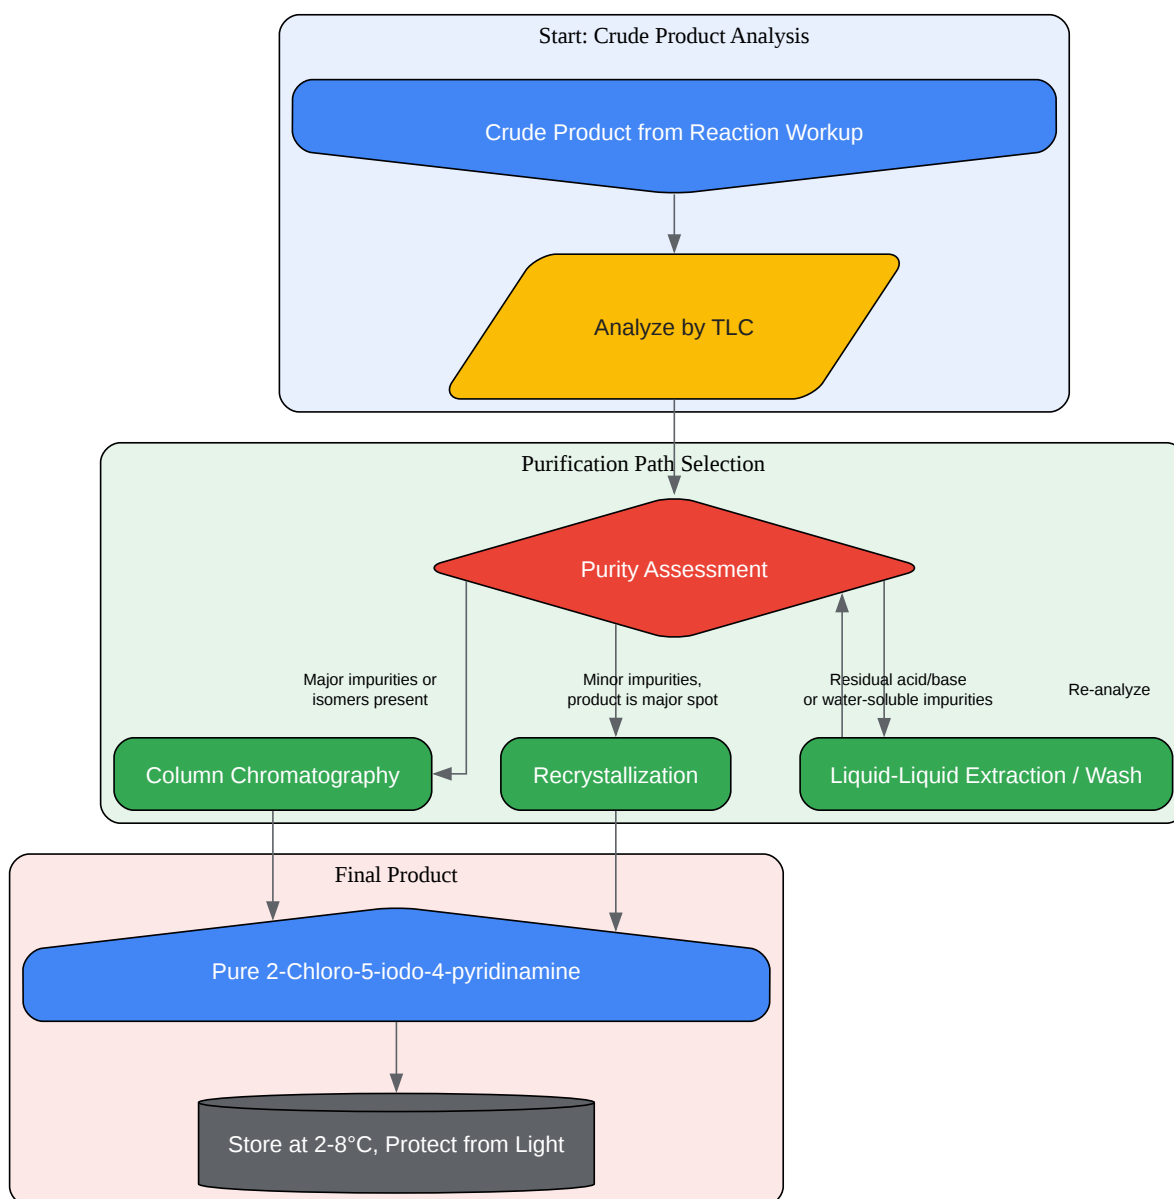 Start: Crude Product Analysis
Crude Product from Reaction Workup
Analyze by TLC
Purification Path Selection
Purity Assessment
Major impurities or
isomers present
Minor impurities,
product is major spot
Residual acid/base
or water-soluble impurities
Re-analyze
Column Chromatography
Recrystallization
Liquid-Liquid Extraction / Wash
Final Product
Pure 2-Chloro-5-iodo-4-pyridinamine
Store at 2-8°C, Protect from Light